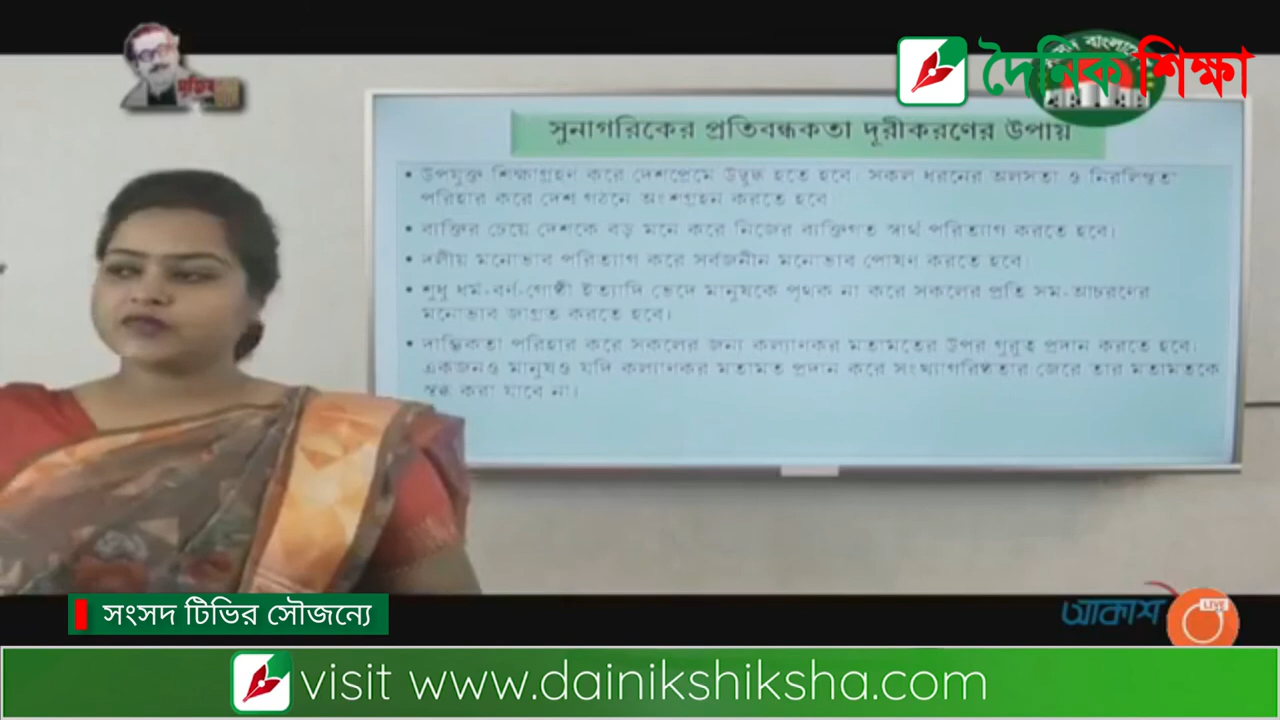 দৈনিক শিক্ষা
সুনাগরিকের প্রতিবন্ধকতা দূরীকরণের উপায়
• উপযুক্ত শিক্ষাগ্রহণ করে দেশপ্রেমে উদ্বুদ্ধ হতে হবে। সকল ধরনের অলসতা ও নিরলিপ্ততা
পরিহার করে দেশ গঠনে অংশগ্রহন করতে হবে।
• ব্যক্তির চেয়ে দেশকে বড় মনে করে নিজের ব্যক্তিগত স্বার্থ পরিত্যাগ করতে হবে।
• দলীয় মনোভাব পরিত্যাগ করে সর্বজনীন মনোভাব পোষণ করতে হবে।
• শুধু ধর্ম-বর্ণ-গোষ্ঠী ইত্যাদি ভেদে মানুষকে পৃথক না করে সকলের প্রতি সম-আচরণের
মনোভাব জাগ্রত করতে হবে।
• দাম্ভিকতা পরিহার করে সকলের জন্য কল্যাণকর মতামতের উপর গুরুত্ব প্রদান করতে হবে।
একজনও মানুষও যদি কল্যাণকর মতামত প্রদান করে সংখ্যাগরিষ্ঠতার জেরে তার মতামতকে
স্তব্ধ করা যাবে না।
সংসদ টিভির সৌজন্যে
আকাশ
LIVE
visit www.dainikshiksha.com